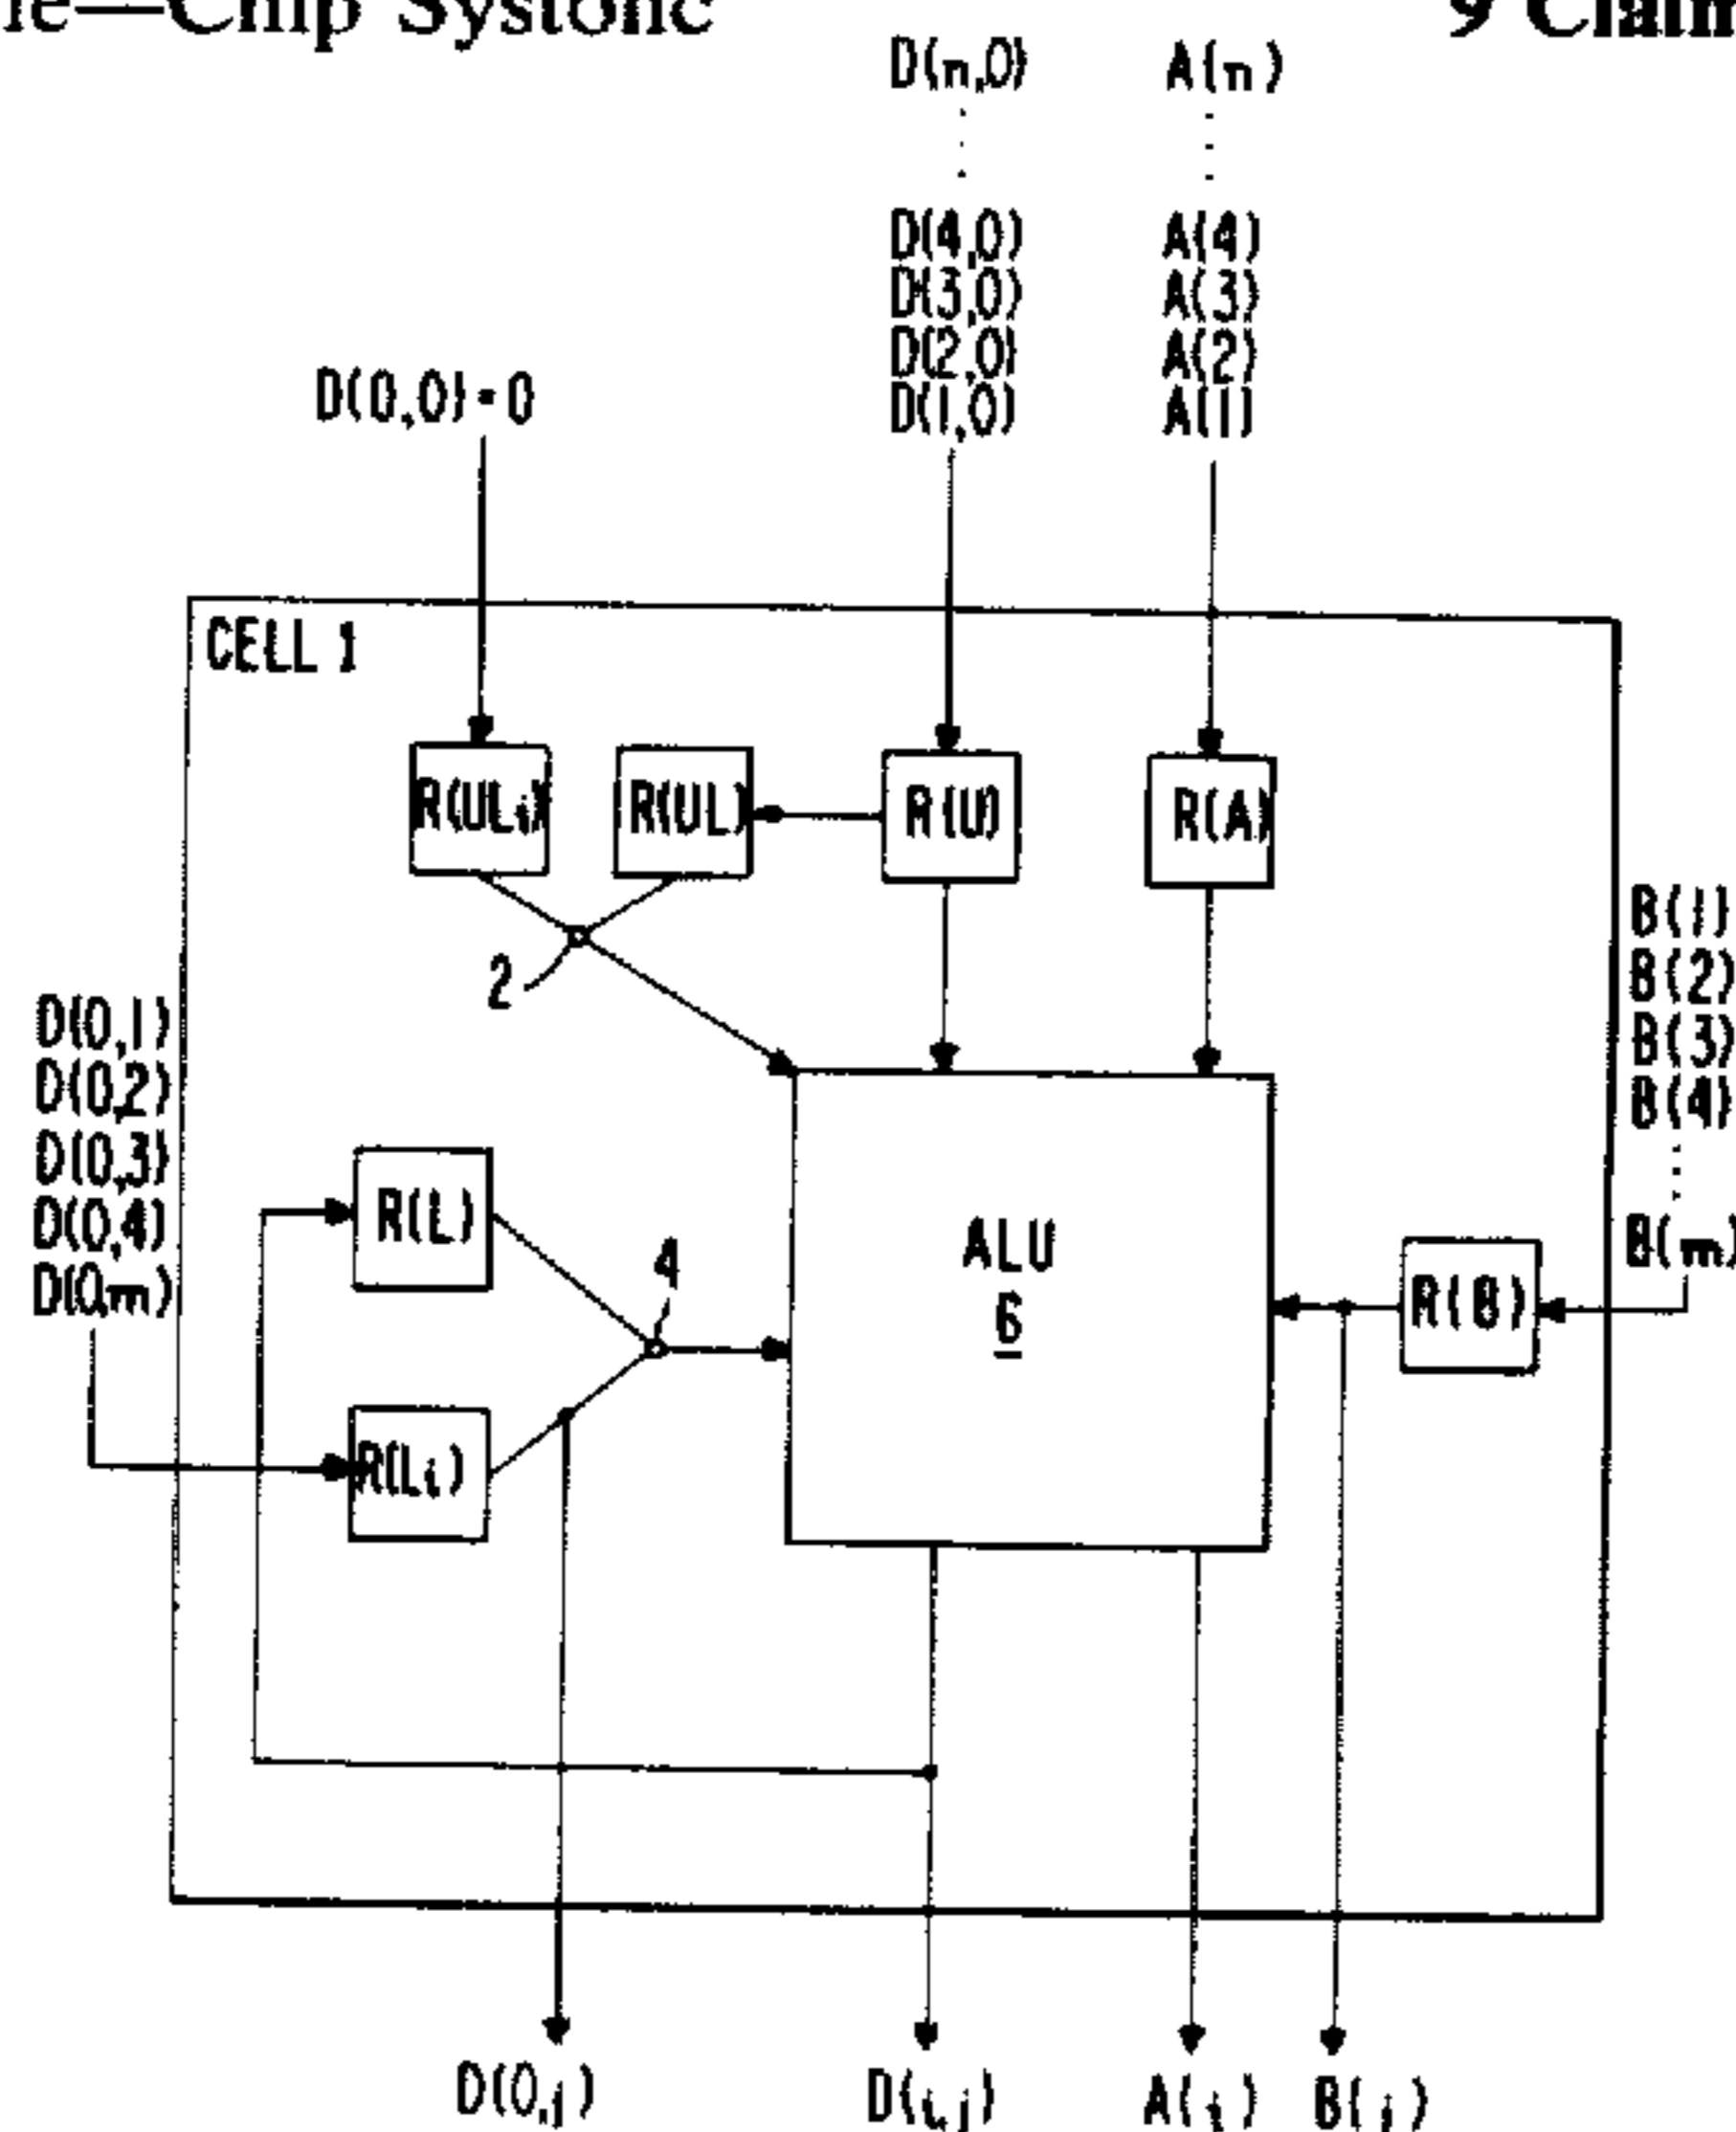 le—Chip Systolic
9 Claim
D(n,0)
A(n)
D(4,0)
A(4)
D(3,0)
A(3)
D(2,0)
A(2)
D(1,0)
A(1)
D(0,0)=0
CELL 1
R(ULi)
R(UL)
R(U)
R(A)
2
B(1)
B(2)
B(3)
B(4)
B(m)
D(0,1)
D(0,2)
D(0,3)
D(0,4)
D(0,m)
R(L)
4
ALU
6
R(B)
R(Li)
D(0,j)
D(i,j)
A(i)
B(j)